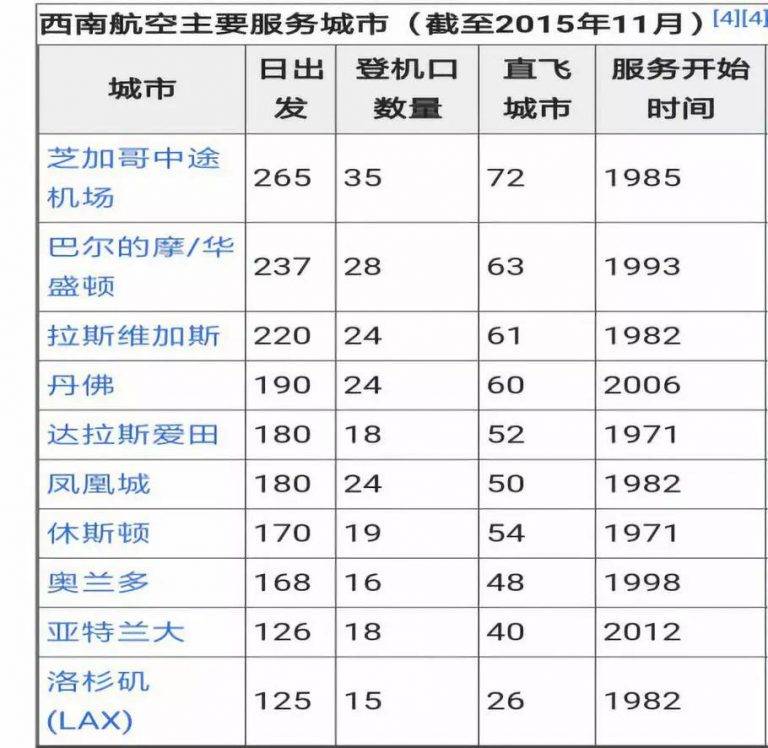 西南航空主要服务城市（截至2015年11月）[4][4]
城市 日出发 登机口数量 直飞城市 服务开始时间
芝加哥中途机场 265 35 72 1985
巴尔的摩/华盛顿 237 28 63 1993
拉斯维加斯 220 24 61 1982
丹佛 190 24 60 2006
达拉斯爱田 180 18 52 1971
凤凰城 180 24 50 1982
休斯顿 170 19 54 1971
奥兰多 168 16 48 1998
亚特兰大 126 18 40 2012
洛杉矶(LAX) 125 15 26 1982